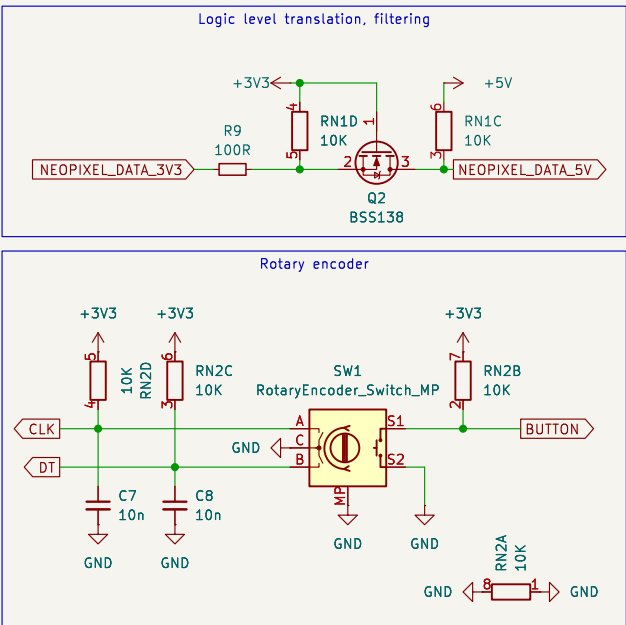 Logic level translation, filtering
+3V3
+5V
4
1
6
RN1D
10K
RN1C
10K
R9
100R
5
3
NEOPIXEL_DATA_3V3
2
3
NEOPIXEL_DATA_5V
Q2
BSS138
Rotary encoder
+3V3
+3V3
+3V3
5
6
7
10K
RN2D
RN2C
10K
SW1
RotaryEncoder_Switch_MP
RN2B
10K
4
3
2
CLK
A
S1
BUTTON
GND
C
DT
B
S2
MP
C7
10n
C8
10n
GND
GND
GND
GND
RN2A
10K
GND
8
1
GND